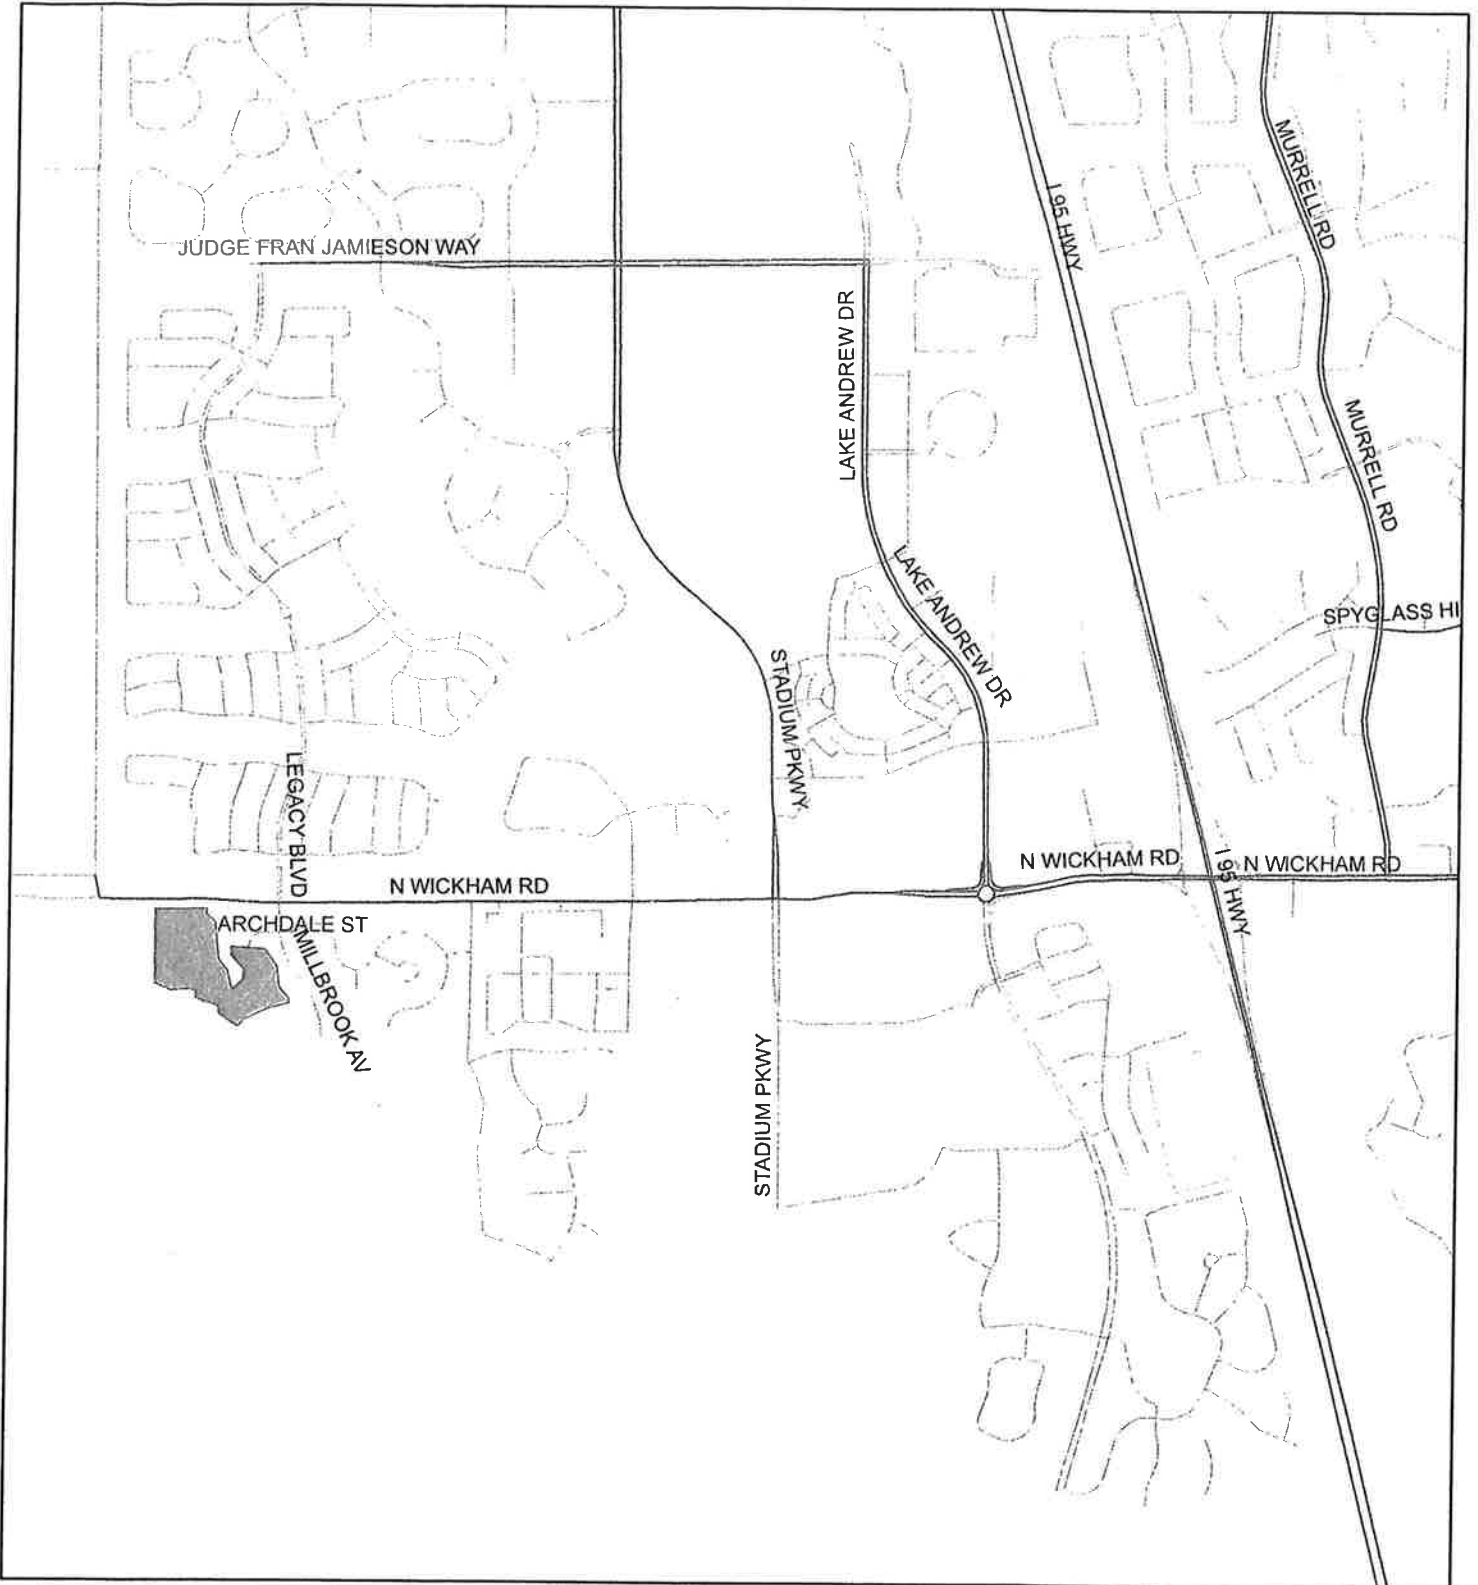 MURRELL RD
I 95 HWY
JUDGE FRAN JAMIESON WAY
LAKE ANDREW DR
MURRELL RD
LAKE ANDREW DR
SPYGLASS HI
STADIUM PKWY
LEGACY BLVD
N WICKHAM RD
N WICKHAM RD
I 95 HWY
N WICKHAM RD
ARCHDALE ST
MILLBROOK AV
STADIUM PKWY